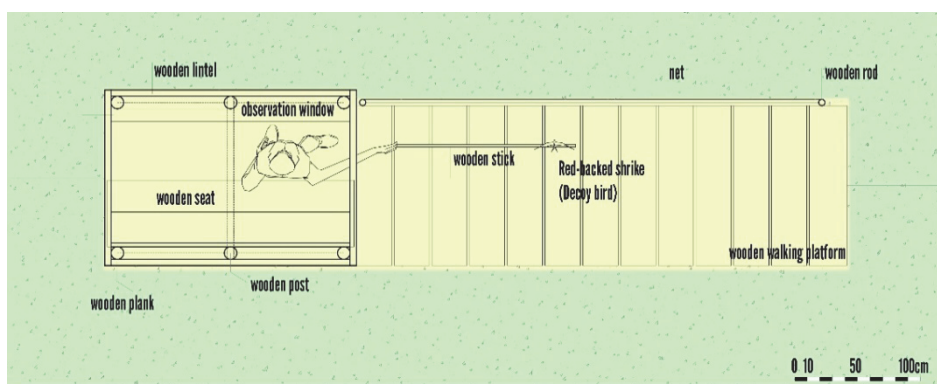 wooden lintel
net
wooden rod
observation window
wooden stick
Red-backed shrike
(Decoy bird)
wooden seat
wooden walking platform
wooden post
wooden plank
0 10 50 100cm